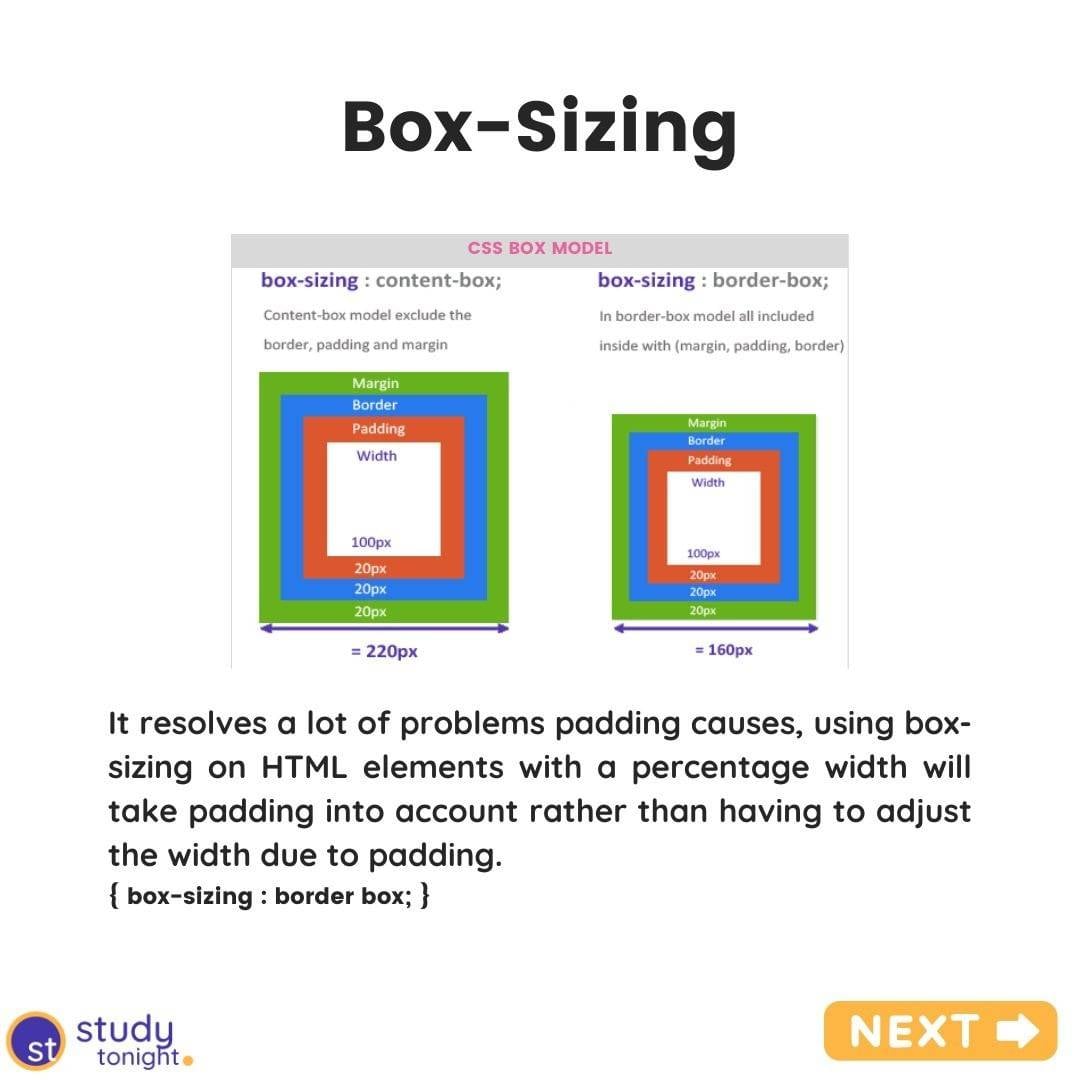 Box-Sizing
CSS BOX MODEL
box-sizing : content-box;
Content-box model exclude the
border, padding and margin
Margin
Border
Padding
Width
100px
20px
20px
20px
= 220px
box-sizing : border-box;
In border-box model all included
inside with (margin, padding, border)
Margin
Border
Padding
Width
100px
20px
20px
20px
= 160px
It resolves a lot of problems padding causes, using box-
sizing on HTML elements with a percentage width will
take padding into account rather than having to adjust
the width due to padding.
{ box-sizing : border box; }
st
study
tonight
NEXT